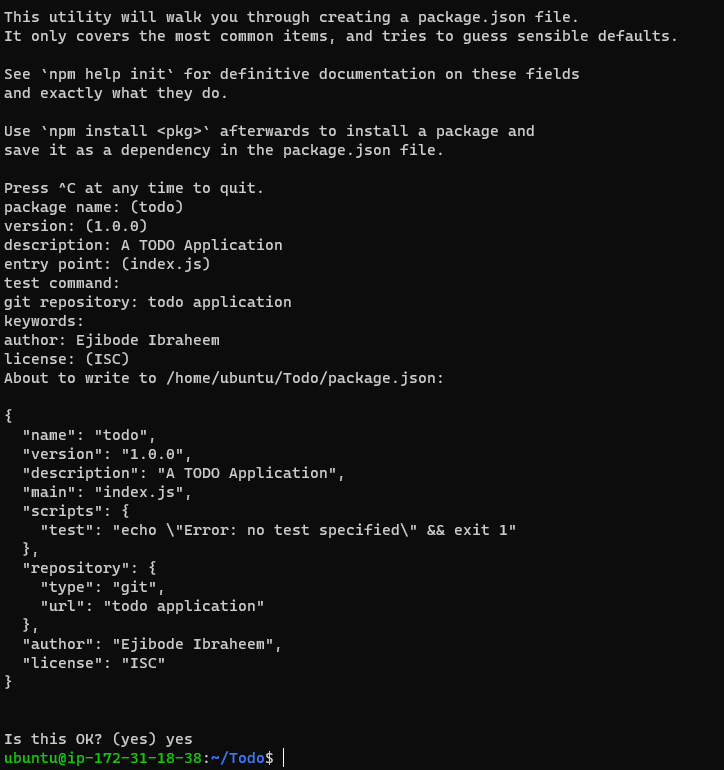 This utility will walk you through creating a package.json file.
It only covers the most common items, and tries to guess sensible defaults.

See `npm help init` for definitive documentation on these fields
and exactly what they do.

Use `npm install <pkg>` afterwards to install a package and
save it as a dependency in the package.json file.

Press ^C at any time to quit.
package name: (todo)
version: (1.0.0)
description: A TODO Application
entry point: (index.js)
test command:
git repository: todo application
keywords:
author: Ejibode Ibraheem
license: (ISC)
About to write to /home/ubuntu/Todo/package.json:

{
  "name": "todo",
  "version": "1.0.0",
  "description": "A TODO Application",
  "main": "index.js",
  "scripts": {
    "test": "echo \"Error: no test specified\" && exit 1"
  },
  "repository": {
    "type": "git",
    "url": "todo application"
  },
  "author": "Ejibode Ibraheem",
  "license": "ISC"
}


Is this OK? (yes) yes
ubuntu@ip-172-31-18-38:~/Todo$